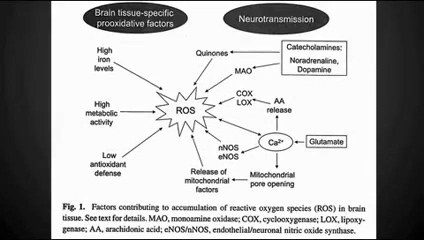 Brain tissue-specific
prooxidative factors
Neurotransmission
High
iron
levels
High
metabolic
activity
Low
antioxidant
defense
ROS
Quinones
MAO
Catecholamines:
Noradrenaline,
Dopamine
COX
LOX
AA
release
nNOS
eNOS
Ca²⁺
Glutamate
Release of
mitochondrial
factors
Mitochondrial
pore opening
Fig. 1. Factors contributing to accumulation of reactive oxygen species (ROS) in brain
tissue. See text for details. MAO, monoamine oxidase; COX, cyclooxygenase; LOX, lipoxy-
genase; AA, arachidonic acid; eNOS/nNOS, endothelial/neuronal nitric oxide synthase.